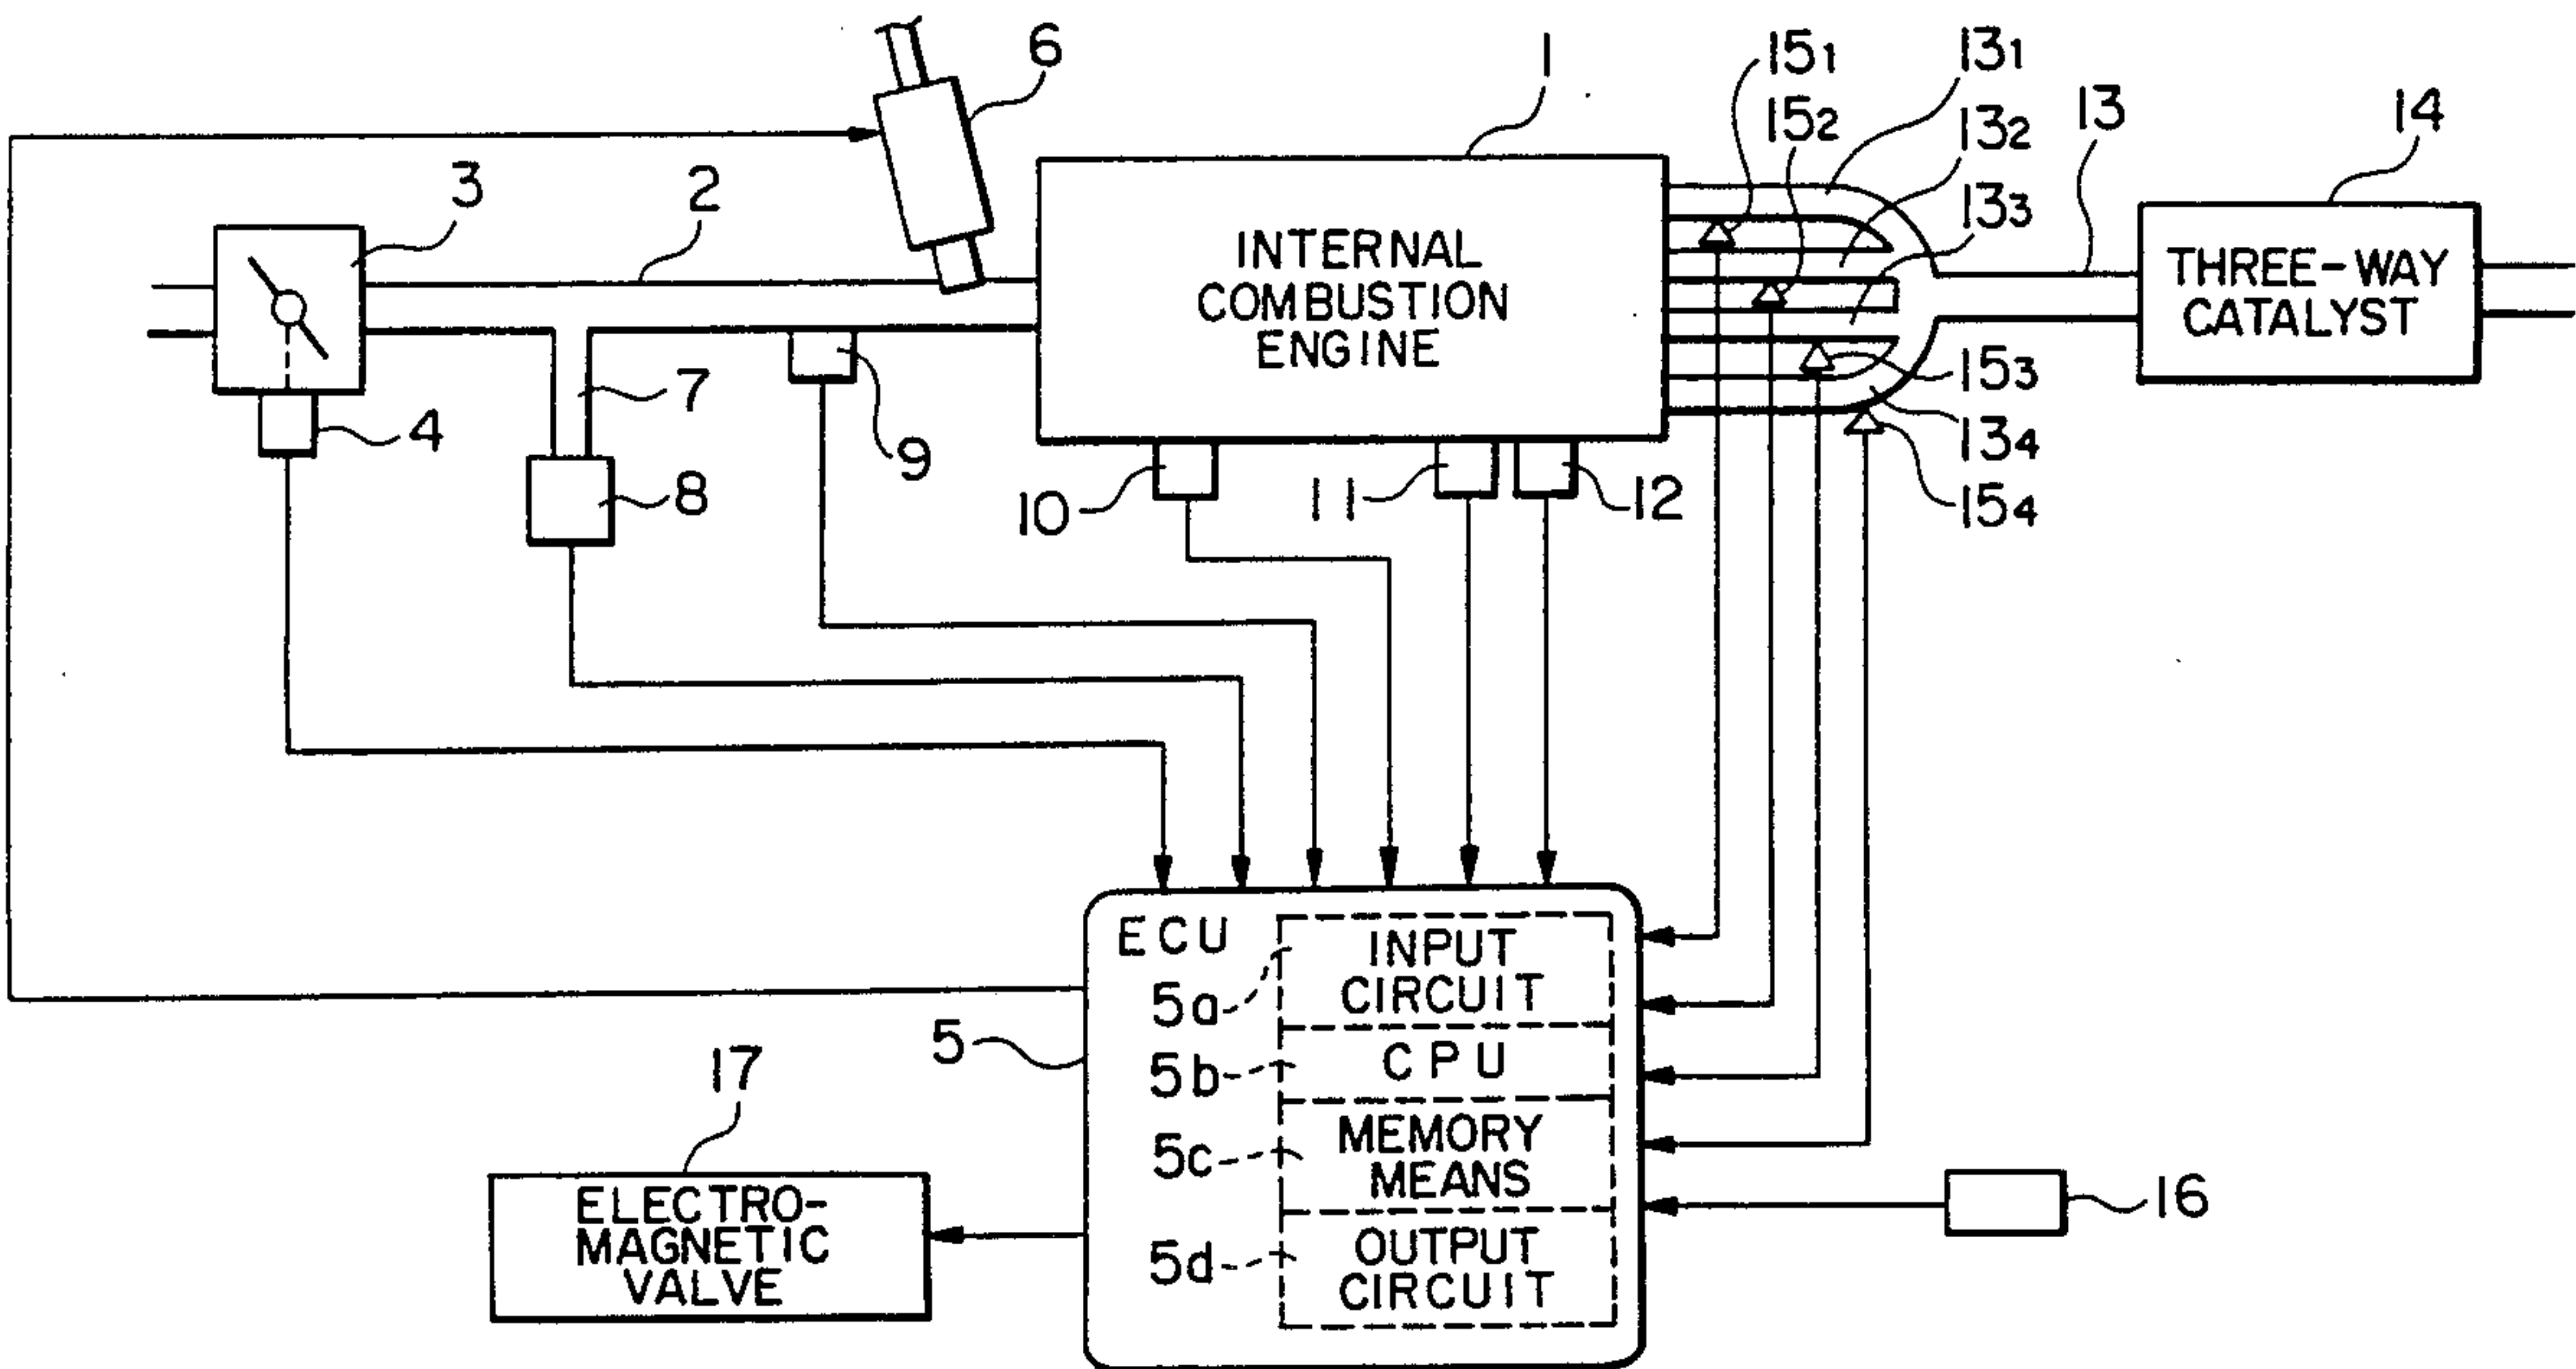 6
1
15₁
13₁
15₂
13₂
13
14
3
2
13₃
INTERNAL
COMBUSTION
ENGINE
THREE-WAY
CATALYST
7
9
4
15₃
13₄
8
10
11
12
15₄
ECU
INPUT
CIRCUIT
5a
5
CPU
5b
17
MEMORY
MEANS
5c
16
ELECTRO-
MAGNETIC
VALVE
OUTPUT
CIRCUIT
5d